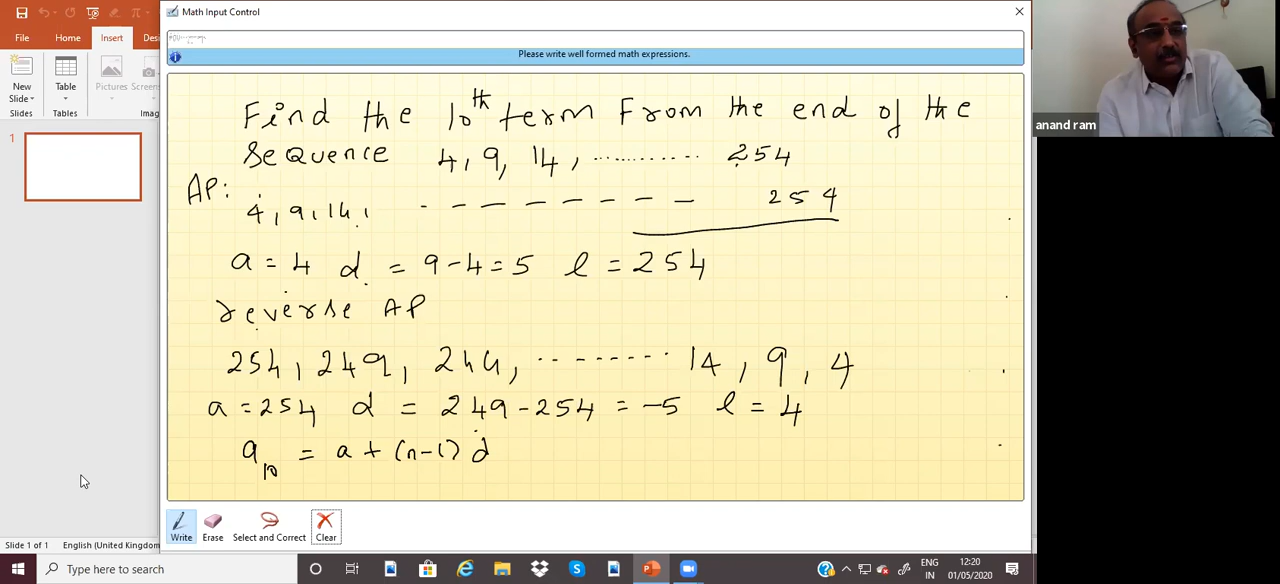 Math Input Control
File Home Insert Des
Please write well formed math expressions.
New Slide Table Pictures Screens
Slides Tables Imag
1
Find the 10th term From the end of the
Sequence 4, 9, 14, ............ 254
AP:
4, 9, 14, - - - - - - - - 254
a = 4 d = 9-4=5 l = 254
reverse AP
254, 249, 244, ......... 14, 9, 4
a = 254 d = 249-254 = -5 l = 4
a10 = a + (n-1) d
anand ram
Write Erase Select and Correct Clear
Slide 1 of 1 English (United Kingdom
Type here to search
ENG 12:20
IN 01/05/2020